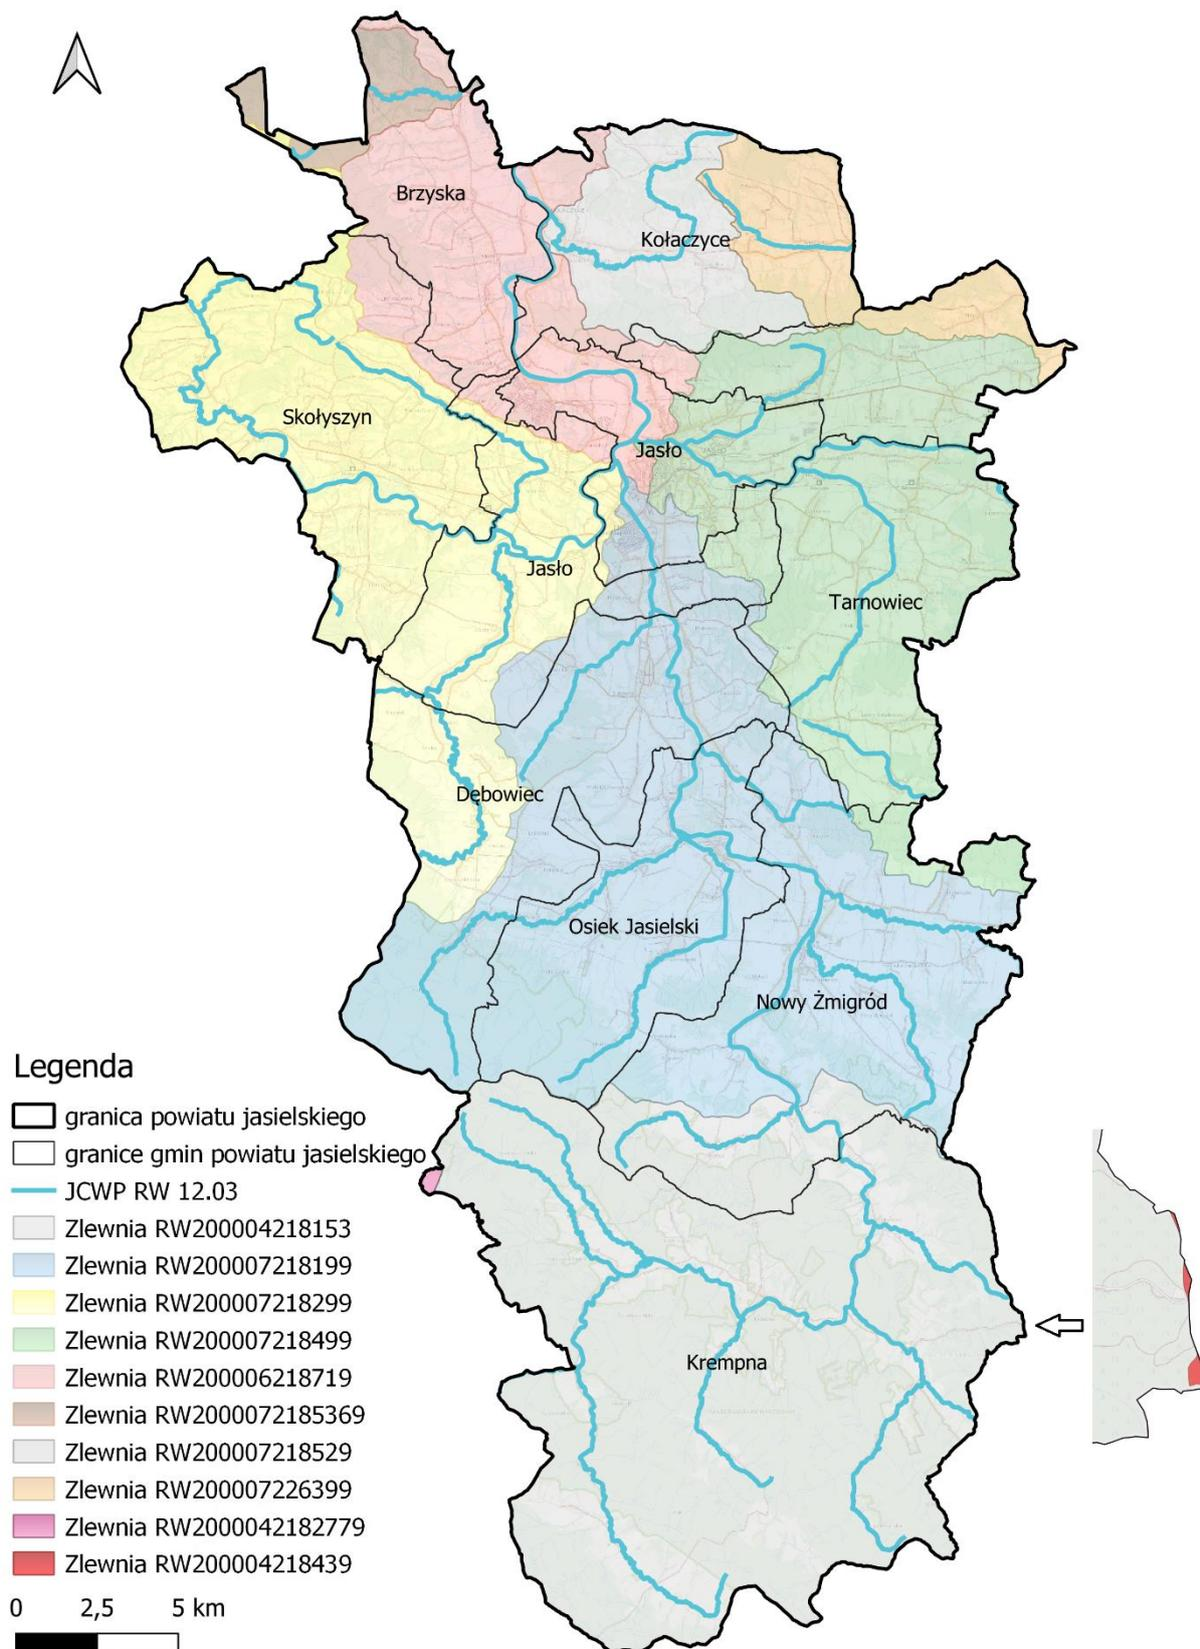 Brzyska
Kołaczyce
Skołyszyn
Jasło
Jasło
Tarnowiec
Dębowiec
Osiek Jasielski
Nowy Żmigród
Krempna
Legenda
granica powiatu jasielskiego
granice gmin powiatu jasielskiego
JCWP RW 12.03
Zlewnia RW200004218153
Zlewnia RW200007218199
Zlewnia RW200007218299
Zlewnia RW200007218499
Zlewnia RW200006218719
Zlewnia RW2000072185369
Zlewnia RW200007218529
Zlewnia RW200007226399
Zlewnia RW2000042182779
Zlewnia RW200004218439
0 2,5 5 km